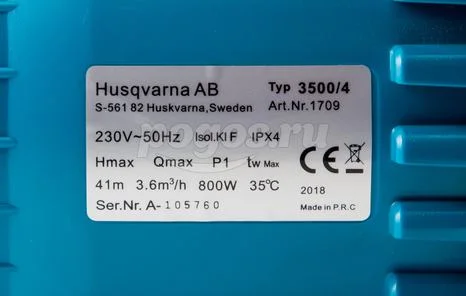 Husqvarna AB Typ 3500/4
S-561 82 Huskvarna,Sweden Art.Nr.1709
230V~50Hz Isol.Kl F IPX4
Hmax Qmax P1 tw Max
41m 3.6m³/h 800W 35°C 2018
Ser.Nr. A- 105760 Made in P.R.C
pogos.ru